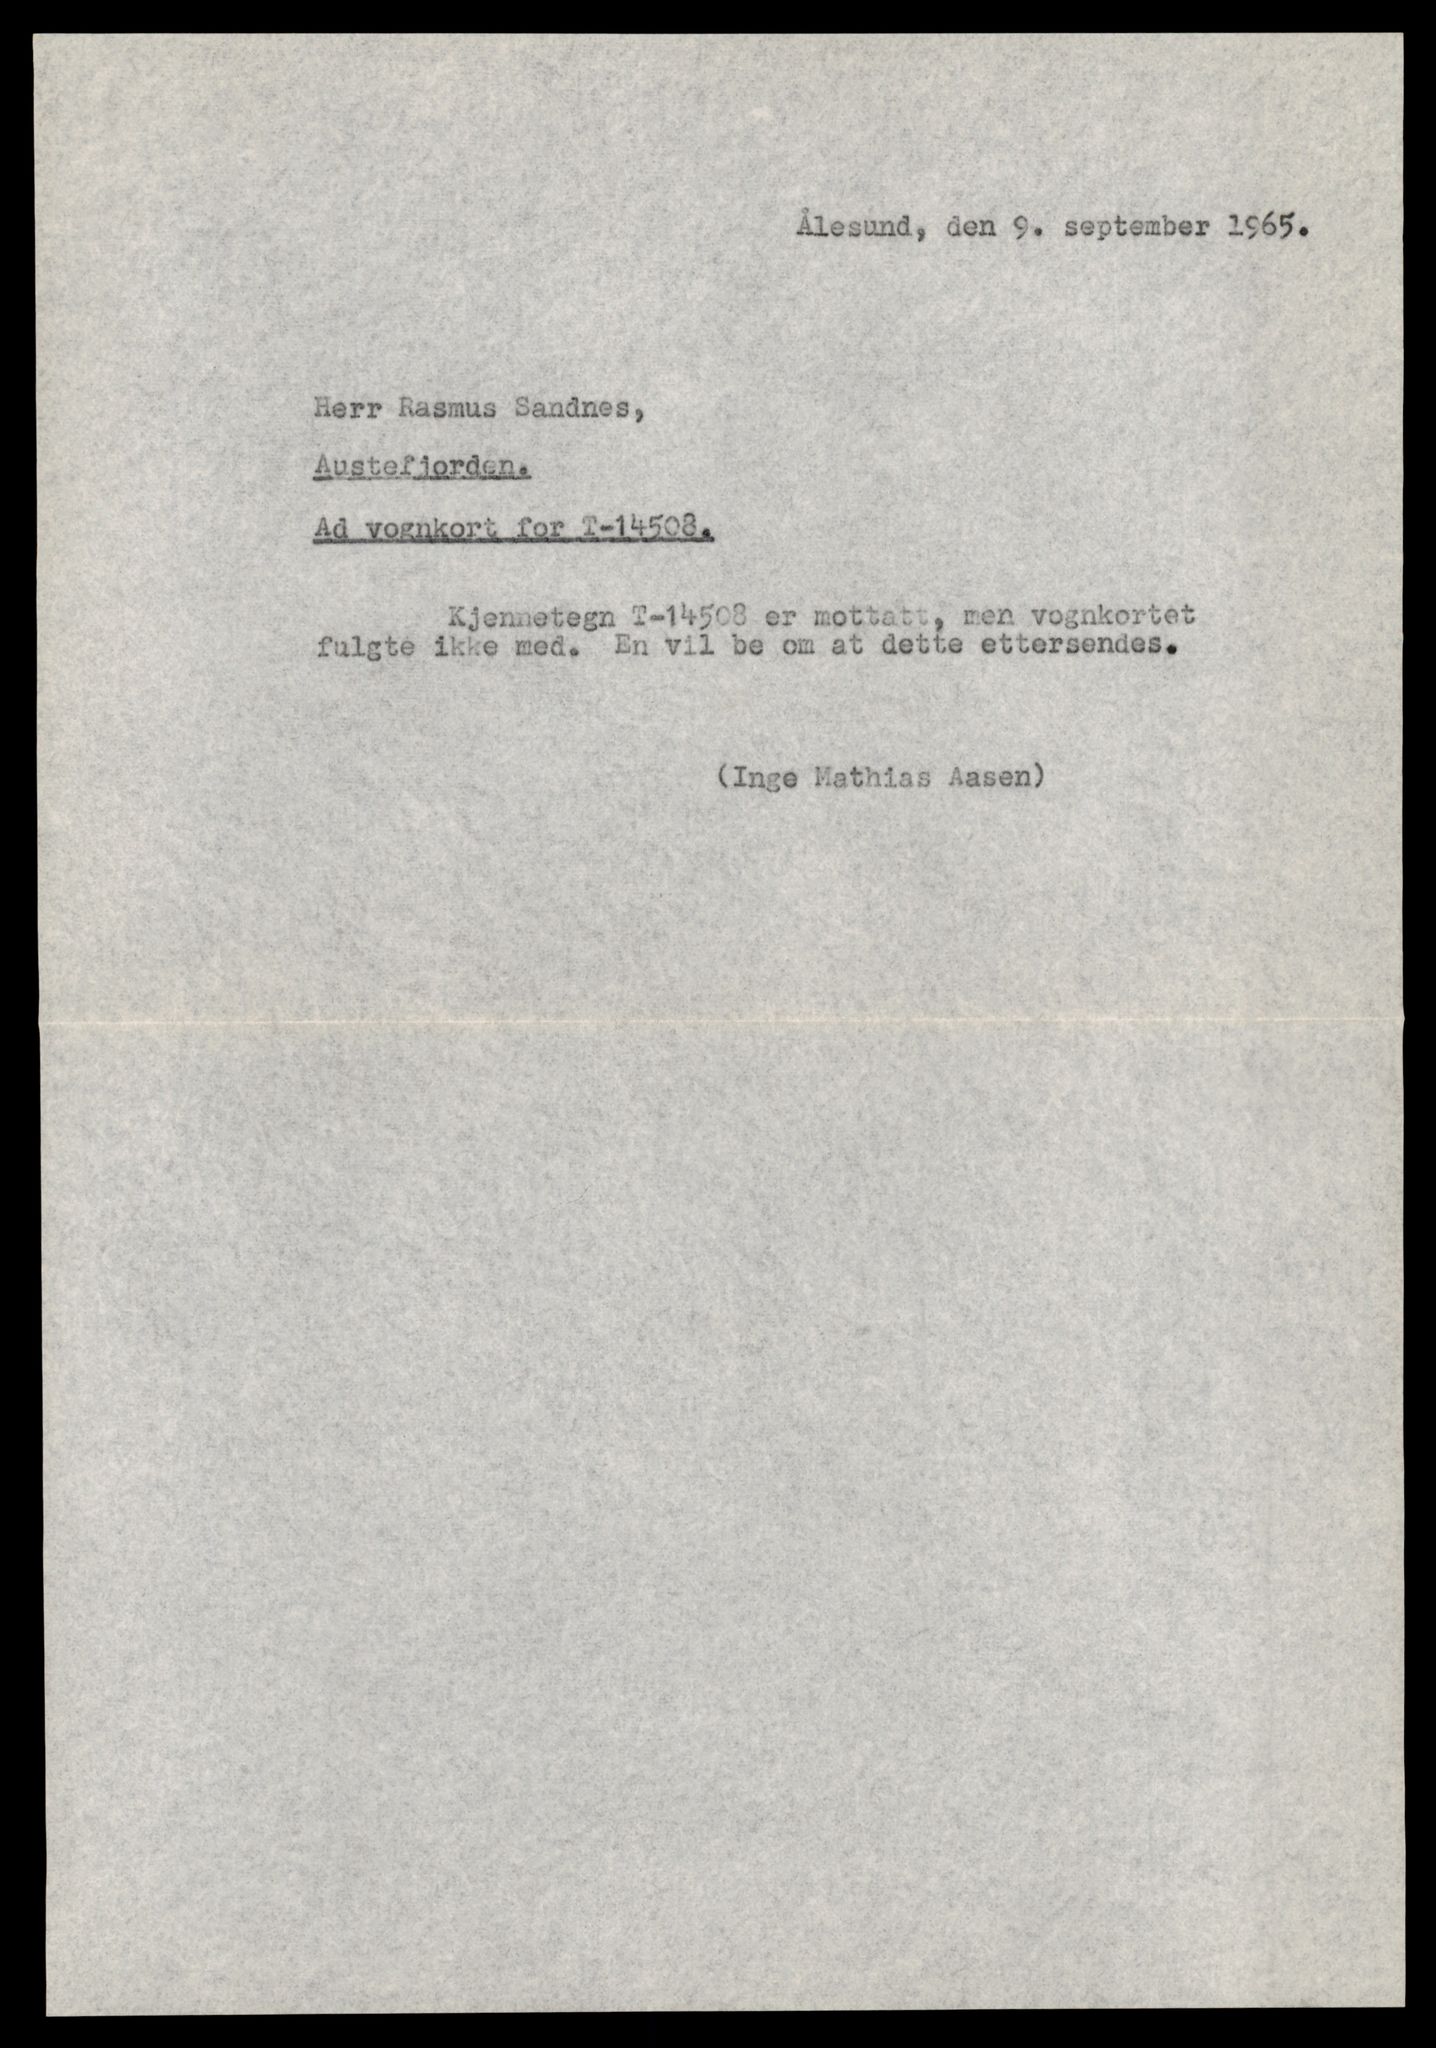 Ålesund, den 9. september 1965.
Herr Rasmus Sandnes,
Austefjorden.
Ad vognkort for T-14508.
Kjennetegn T-14508 er mottatt, men vognkortet
fulgte ikke med. En vil be om at dette ettersendes.
(Inge Mathias Aasen)